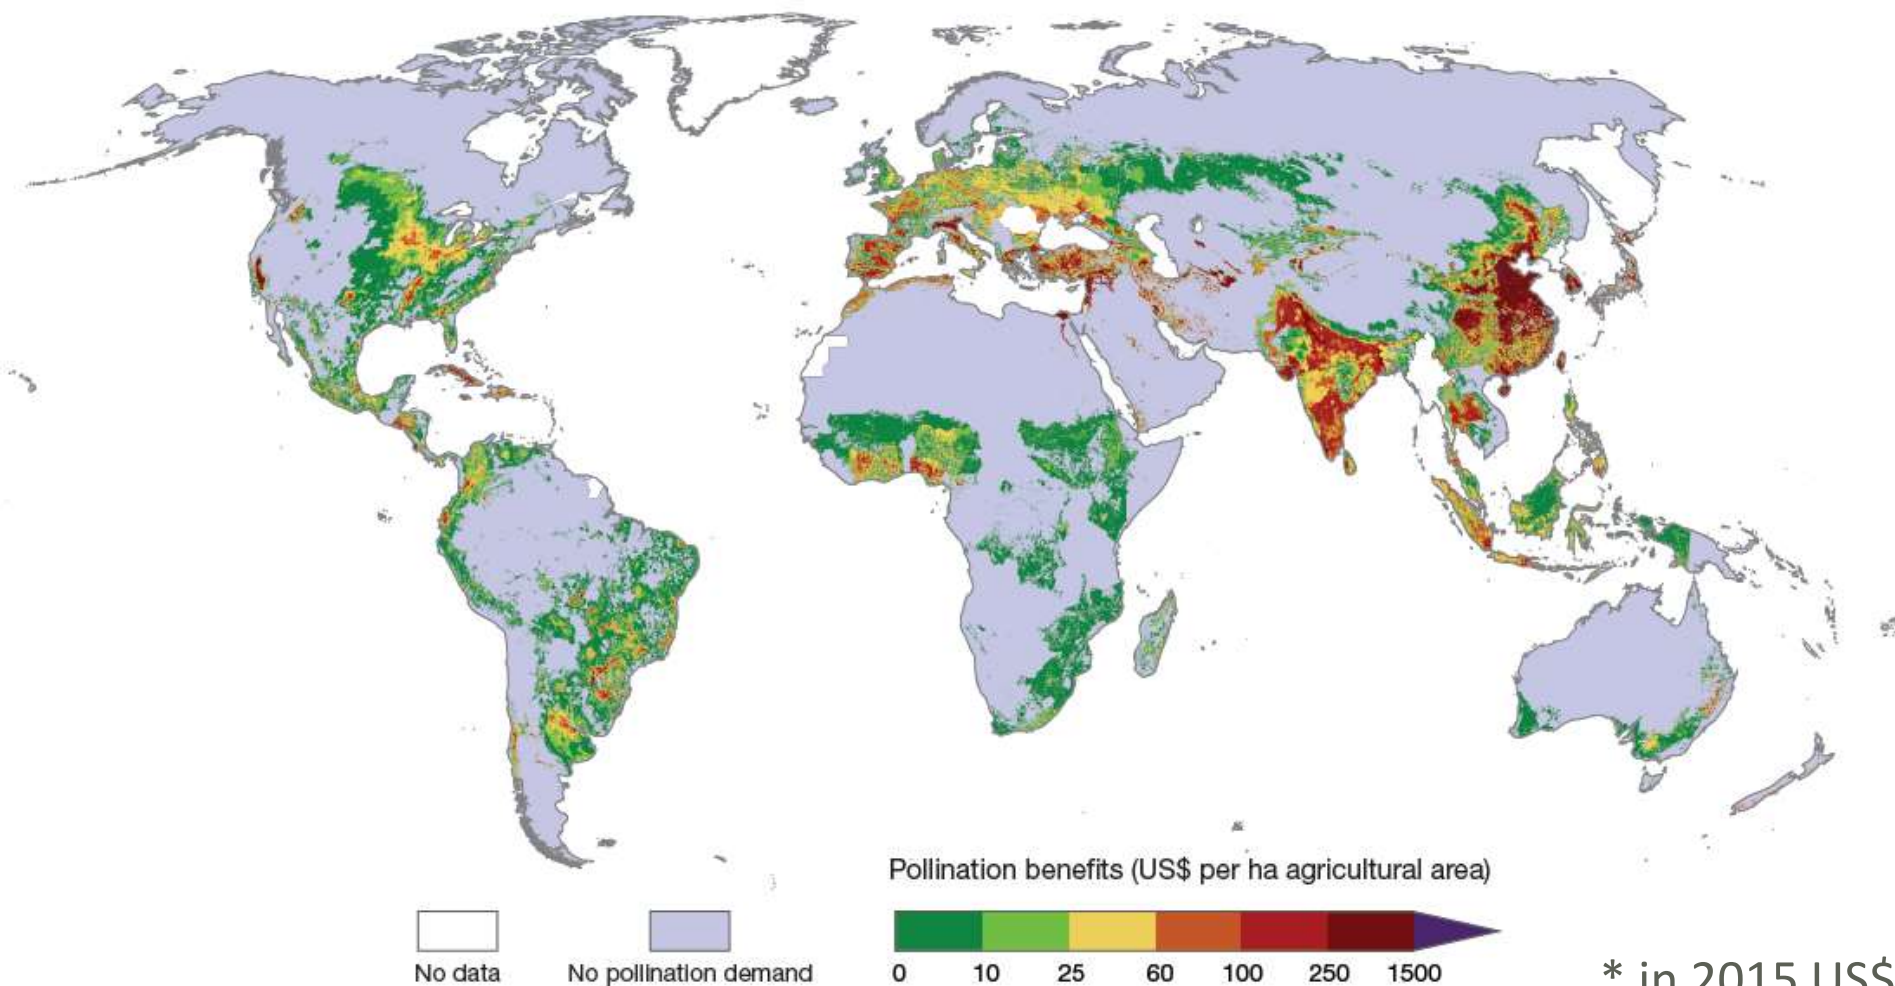 Pollination benefits (US$ per ha agricultural area)
No data
No pollination demand
0 10 25 60 100 250 1500
* in 2015 US$